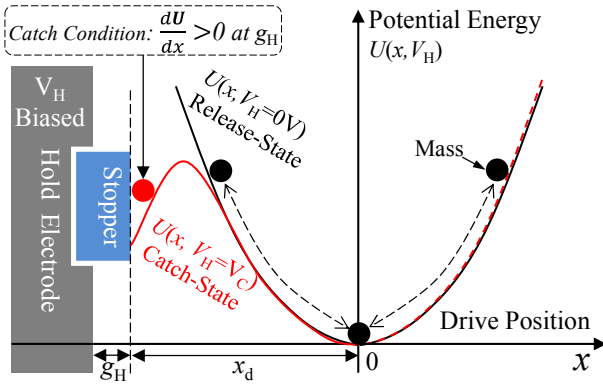 Catch Condition: dU/dx >0 at gH
Potential Energy
U(x,VH)
VH
Biased
Hold Electrode
Stopper
U(x,VH=0V)
Release-State
Mass
U(x, VH=VC)
Catch-State
Drive Position
gH
xd
0
x